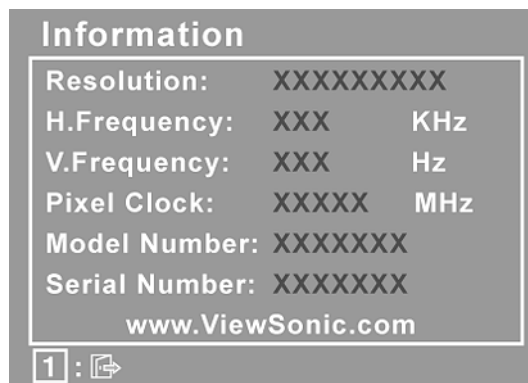 Information
Resolution: XXXXXXXXX
H.Frequency: XXX KHz
V.Frequency: XXX Hz
Pixel Clock: XXXXX MHz
Model Number: XXXXXXX
Serial Number: XXXXXXX
www.ViewSonic.com
1 :